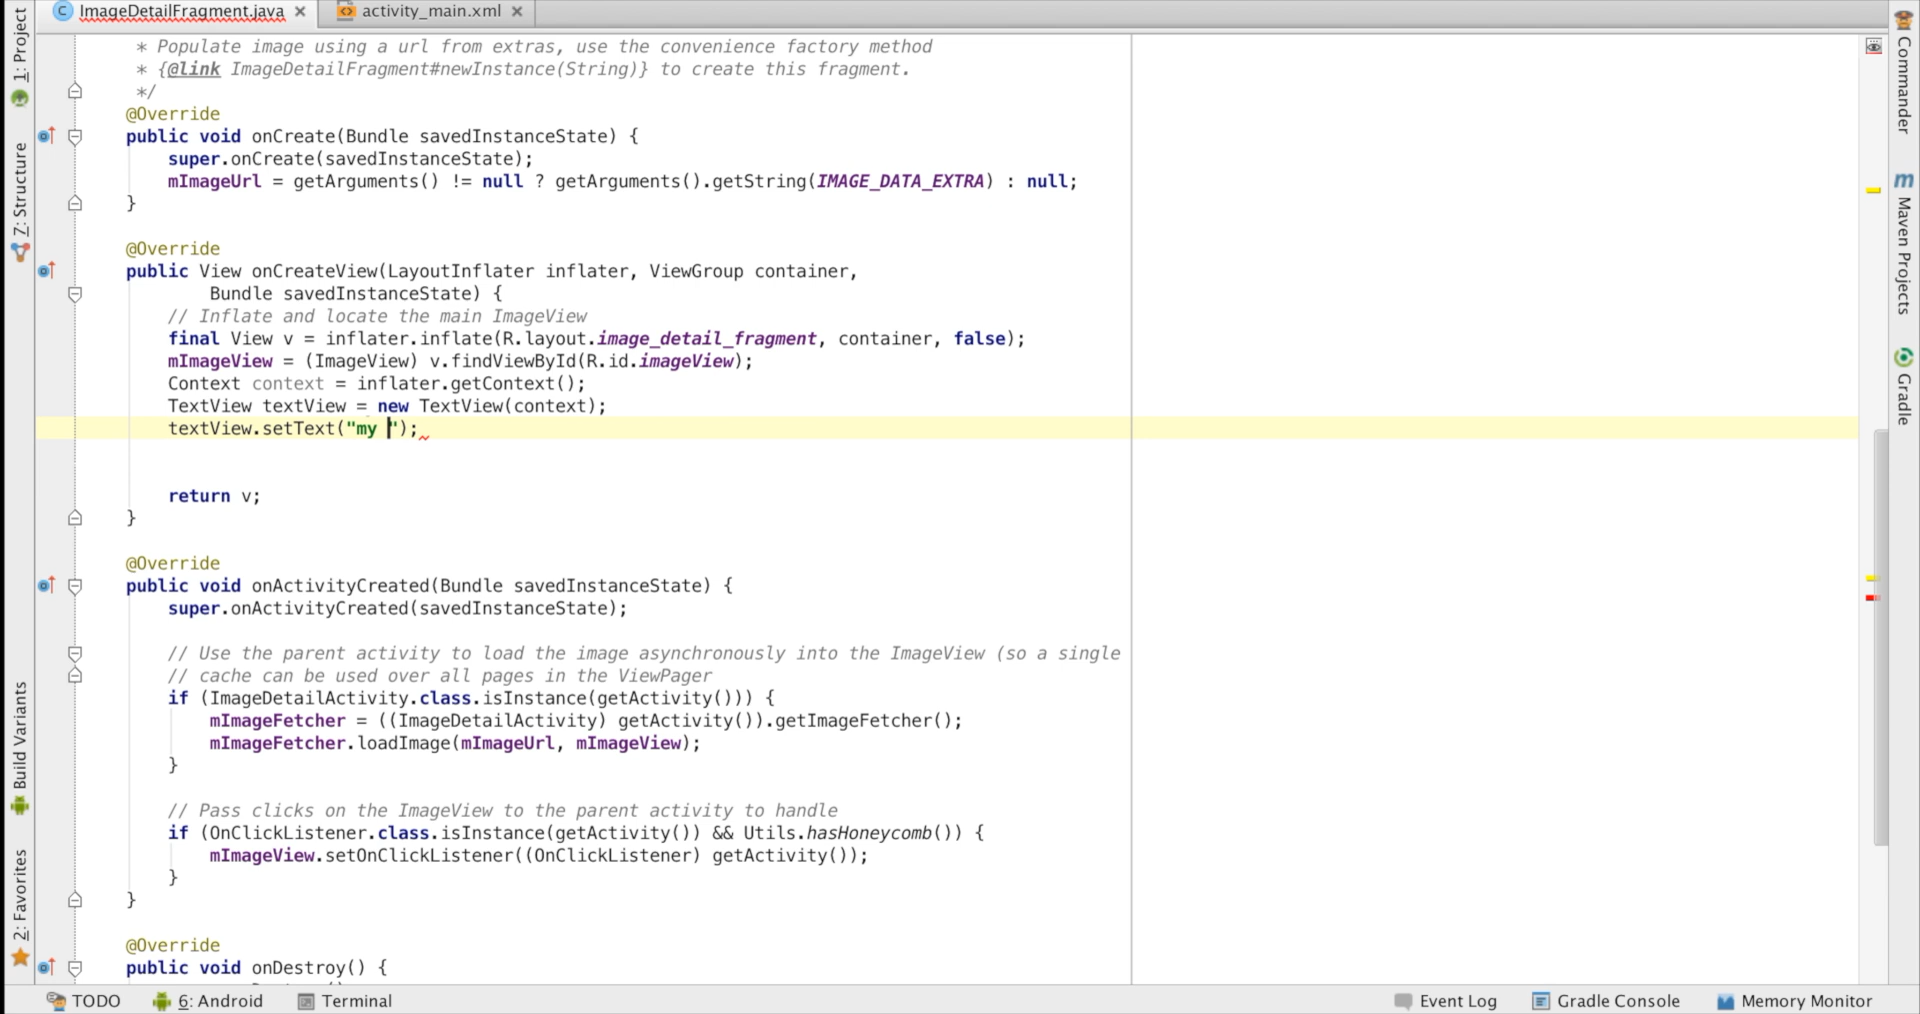 ImageDetailFragment.java
activity_main.xml
1: Project
7: Structure
Build Variants
2: Favorites
* Populate image using a url from extras, use the convenience factory method
* {@link ImageDetailFragment#newInstance(String)} to create this fragment.
*/
@Override
public void onCreate(Bundle savedInstanceState) {
super.onCreate(savedInstanceState);
mImageUrl = getArguments() != null ? getArguments().getString(IMAGE_DATA_EXTRA) : null;
}
@Override
public View onCreateView(LayoutInflater inflater, ViewGroup container,
Bundle savedInstanceState) {
// Inflate and locate the main ImageView
final View v = inflater.inflate(R.layout.image_detail_fragment, container, false);
mImageView = (ImageView) v.findViewById(R.id.imageView);
Context context = inflater.getContext();
TextView textView = new TextView(context);
textView.setText("my ");
return v;
}
@Override
public void onActivityCreated(Bundle savedInstanceState) {
super.onActivityCreated(savedInstanceState);
// Use the parent activity to load the image asynchronously into the ImageView (so a single
// cache can be used over all pages in the ViewPager
if (ImageDetailActivity.class.isInstance(getActivity())) {
mImageFetcher = ((ImageDetailActivity) getActivity()).getImageFetcher();
mImageFetcher.loadImage(mImageUrl, mImageView);
}
// Pass clicks on the ImageView to the parent activity to handle
if (OnClickListener.class.isInstance(getActivity()) && Utils.hasHoneycomb()) {
mImageView.setOnClickListener((OnClickListener) getActivity());
}
}
@Override
public void onDestroy() {
Commander
m
Maven Projects
Gradle
TODO
6: Android
Terminal
Event Log
Gradle Console
Memory Monitor